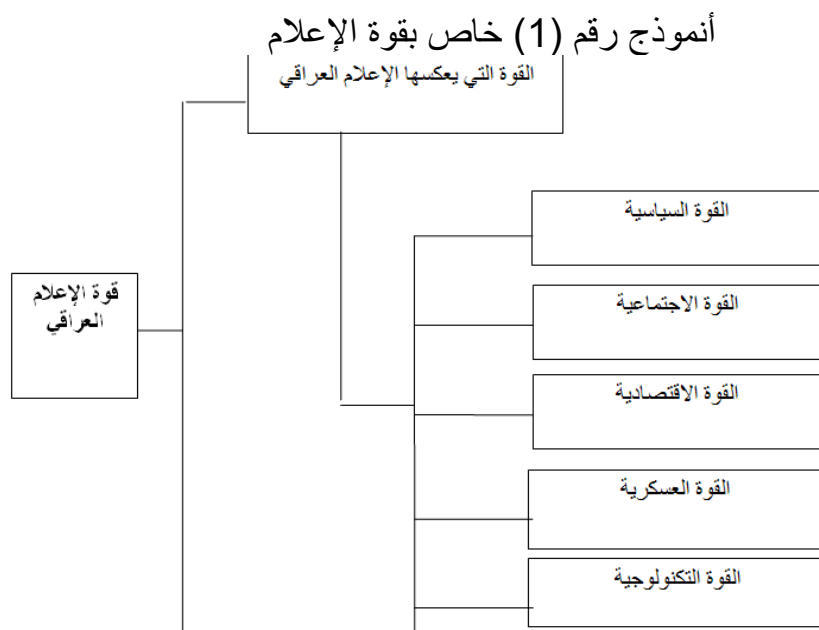 أنموذج رقم (1) خاص بقوة الإعلام
القوة التي يعكسها الإعلام العراقي
القوة السياسية
القوة الاجتماعية
قوة الإعلام
العراقي
القوة الاقتصادية
القوة العسكرية
القوة التكنولوجية